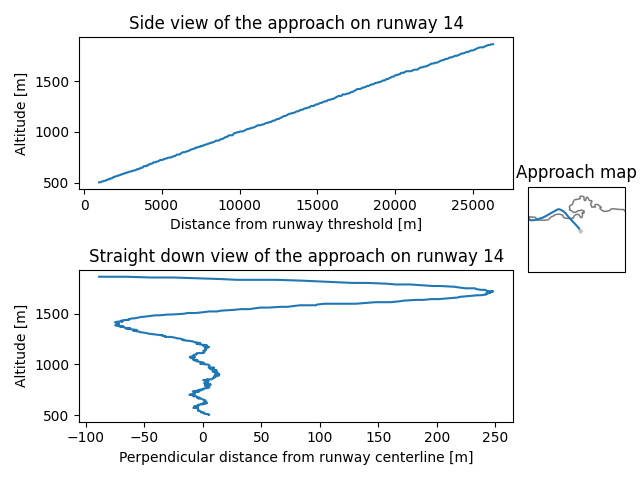 Side view of the approach on runway 14
Altitude [m]
1500
1000
500
0
5000
10000
15000
20000
25000
Distance from runway threshold [m]
Approach map
Straight down view of the approach on runway 14
Altitude [m]
1500
1000
500
−100
−50
0
50
100
150
200
250
Perpendicular distance from runway centerline [m]